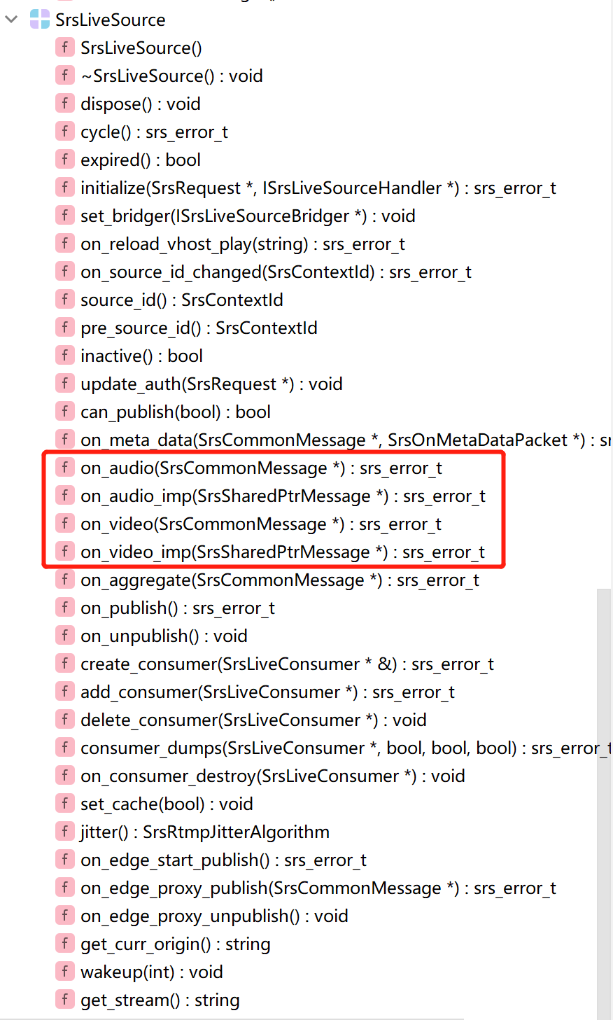 SrsLiveSource
f SrsLiveSource()
f ~SrsLiveSource() : void
f dispose() : void
f cycle() : srs_error_t
f expired() : bool
f initialize(SrsRequest *, ISrsLiveSourceHandler *) : srs_error_t
f set_bridger(ISrsLiveSourceBridger *) : void
f on_reload_vhost_play(string) : srs_error_t
f on_source_id_changed(SrsContextId) : srs_error_t
f source_id() : SrsContextId
f pre_source_id() : SrsContextId
f inactive() : bool
f update_auth(SrsRequest *) : void
f can_publish(bool) : bool
f on_meta_data(SrsCommonMessage *, SrsOnMetaDataPacket *) : sr
f on_audio(SrsCommonMessage *) : srs_error_t
f on_audio_imp(SrsSharedPtrMessage *) : srs_error_t
f on_video(SrsCommonMessage *) : srs_error_t
f on_video_imp(SrsSharedPtrMessage *) : srs_error_t
f on_aggregate(SrsCommonMessage *) : srs_error_t
f on_publish() : srs_error_t
f on_unpublish() : void
f create_consumer(SrsLiveConsumer * &) : srs_error_t
f add_consumer(SrsLiveConsumer *) : srs_error_t
f delete_consumer(SrsLiveConsumer *) : void
f consumer_dumps(SrsLiveConsumer *, bool, bool, bool) : srs_error_t
f on_consumer_destroy(SrsLiveConsumer *) : void
f set_cache(bool) : void
f jitter() : SrsRtmpJitterAlgorithm
f on_edge_start_publish() : srs_error_t
f on_edge_proxy_publish(SrsCommonMessage *) : srs_error_t
f on_edge_proxy_unpublish() : void
f get_curr_origin() : string
f wakeup(int) : void
f get_stream() : string